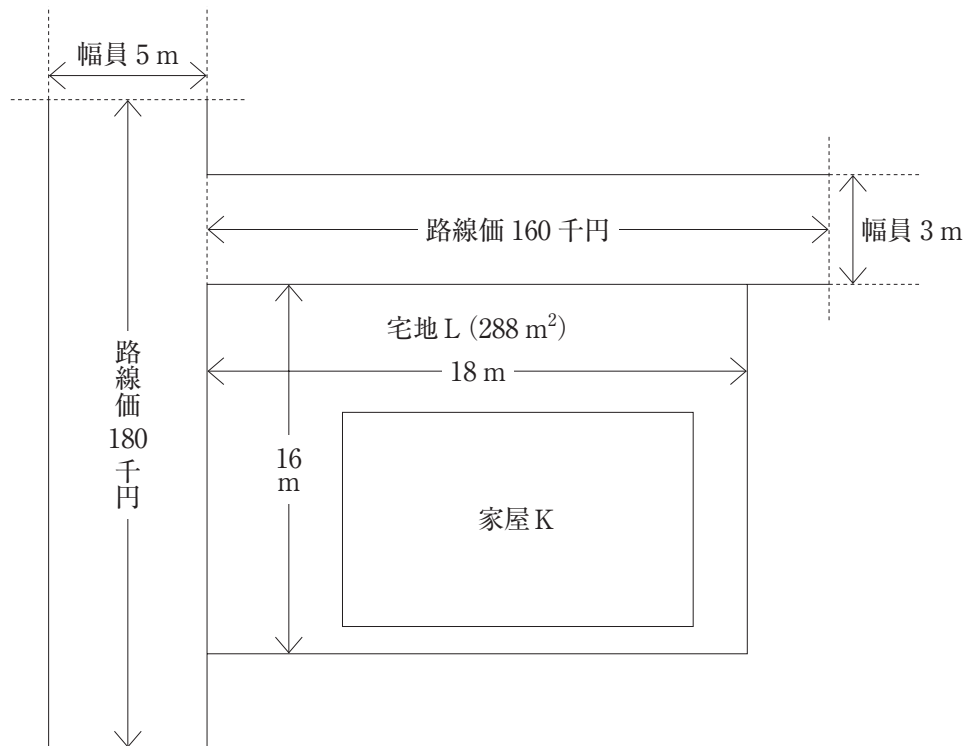 幅員 5 m
路線価 160 千円
幅員 3 m
宅地 L (288 m²)
18 m
路線価 180 千円
16 m
家屋 K